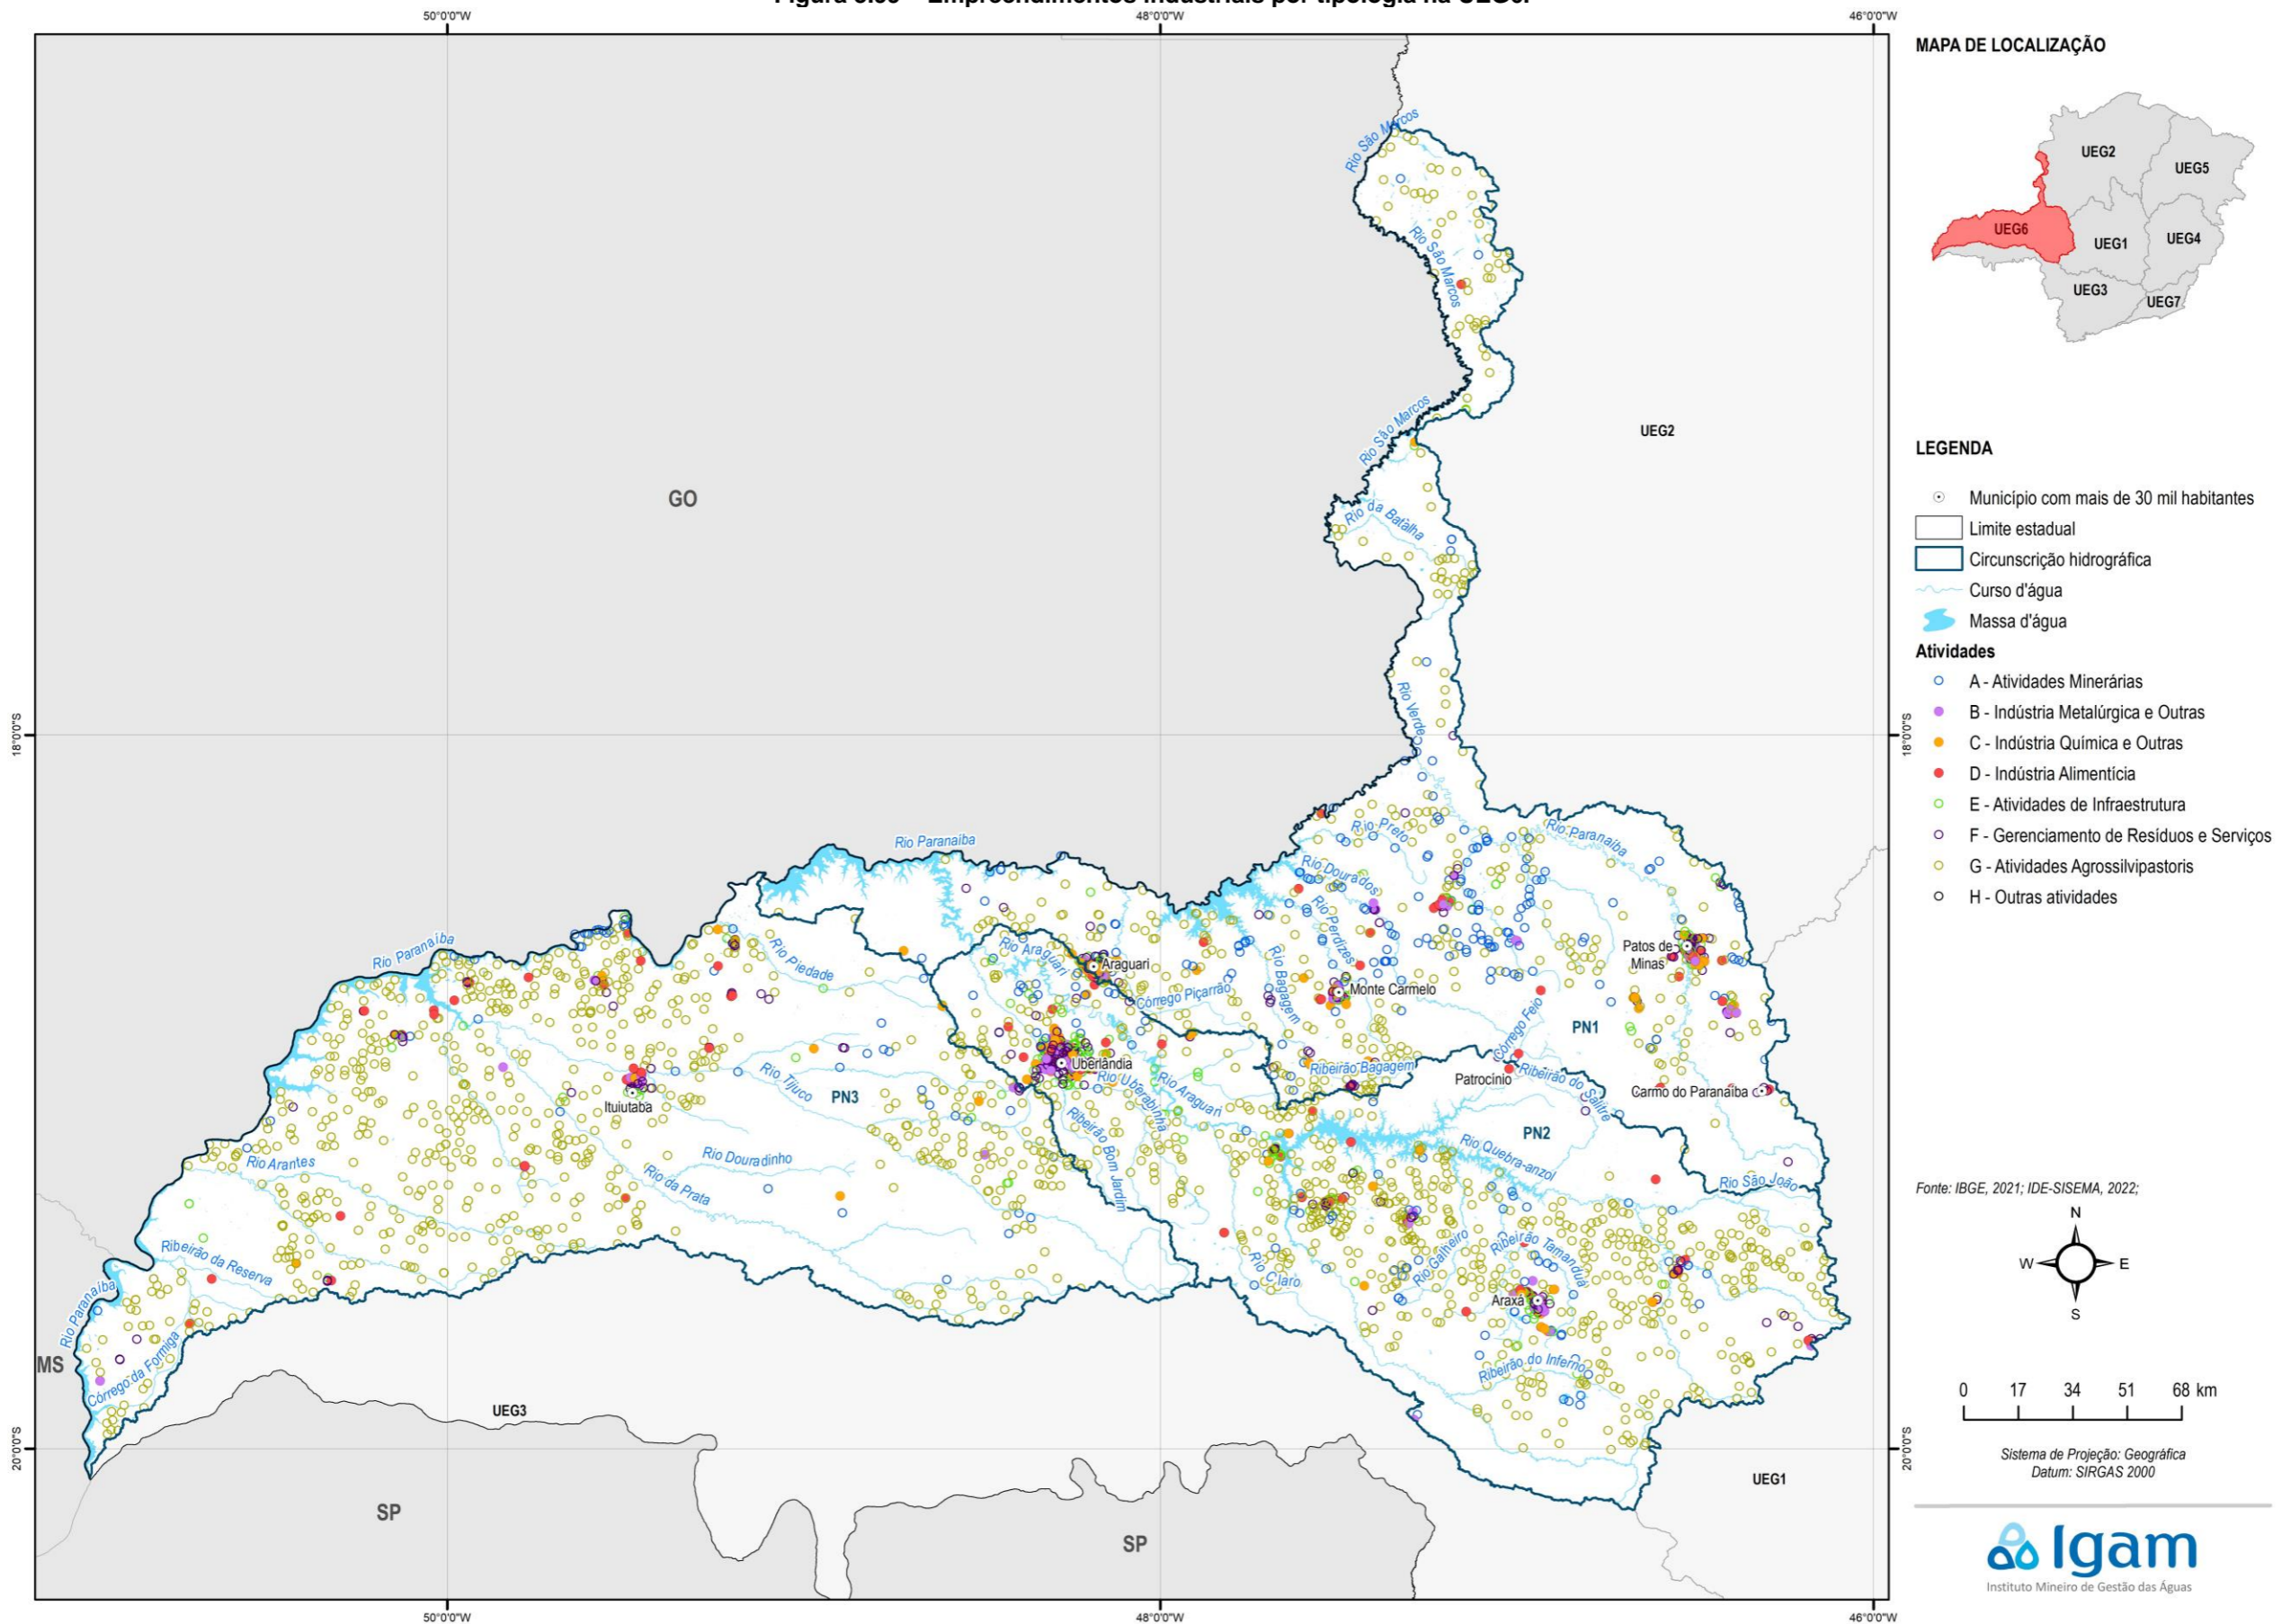 50°0'0"W
48°0'0"W
46°0'0"W
MAPA DE LOCALIZAÇÃO
UEG2
UEG5
UEG6
UEG1
UEG4
UEG3
UEG7
LEGENDA
Município com mais de 30 mil habitantes
Limite estadual
Circunscrição hidrográfica
Curso d'água
Massa d'água
Atividades
A - Atividades Minerárias
B - Indústria Metalúrgica e Outras
C - Indústria Química e Outras
D - Indústria Alimentícia
E - Atividades de Infraestrutura
F - Gerenciamento de Resíduos e Serviços
G - Atividades Agrossilvipastoris
H - Outras atividades
Fonte: IBGE, 2021; IDE-SISEMA, 2022;
N
W
E
S
0 17 34 51 68 km
Sistema de Projeção: Geográfica
Datum: SIRGAS 2000
Igam
Instituto Mineiro de Gestão das Águas
Rio São Marcos
Rio São Marcos
Rio São Marcos
UEG2
GO
Rio da Batalha
Rio Verde
18°0'0"S
18°0'0"S
Rio Preto
Rio Paranaíba
Rio Paranaíba
Rio Dourados
Rio Perdizes
Rio Paranaíba
Rio Piedade
Rio Araguari
Araguari
Rio Bagagem
Patos de
Minas
Monte Carmelo
Córrego Piçarrão
Córrego Feio
PN1
Uberlândia
Ribeirão Bagagem
Patrocínio
Ribeirão do Salitre
Carmo do Paranaíba
Ituiutaba
Rio Tijuco
PN3
Rio Uberabinha
Rio Araguari
Ribeirão Bom Jardim
PN2
Rio Quebra-anzol
Rio Arantes
Rio Douradinho
Rio da Prata
Rio São João
Ribeirão da Reserva
Rio Claro
Rio Galheiro
Ribeirão Tamanduá
Araxá
Rio Paranaíba
Córrego da Formiga
MS
Ribeirão do Inferno
UEG3
20°0'0"S
20°0'0"S
UEG1
SP
SP
50°0'0"W
48°0'0"W
46°0'0"W